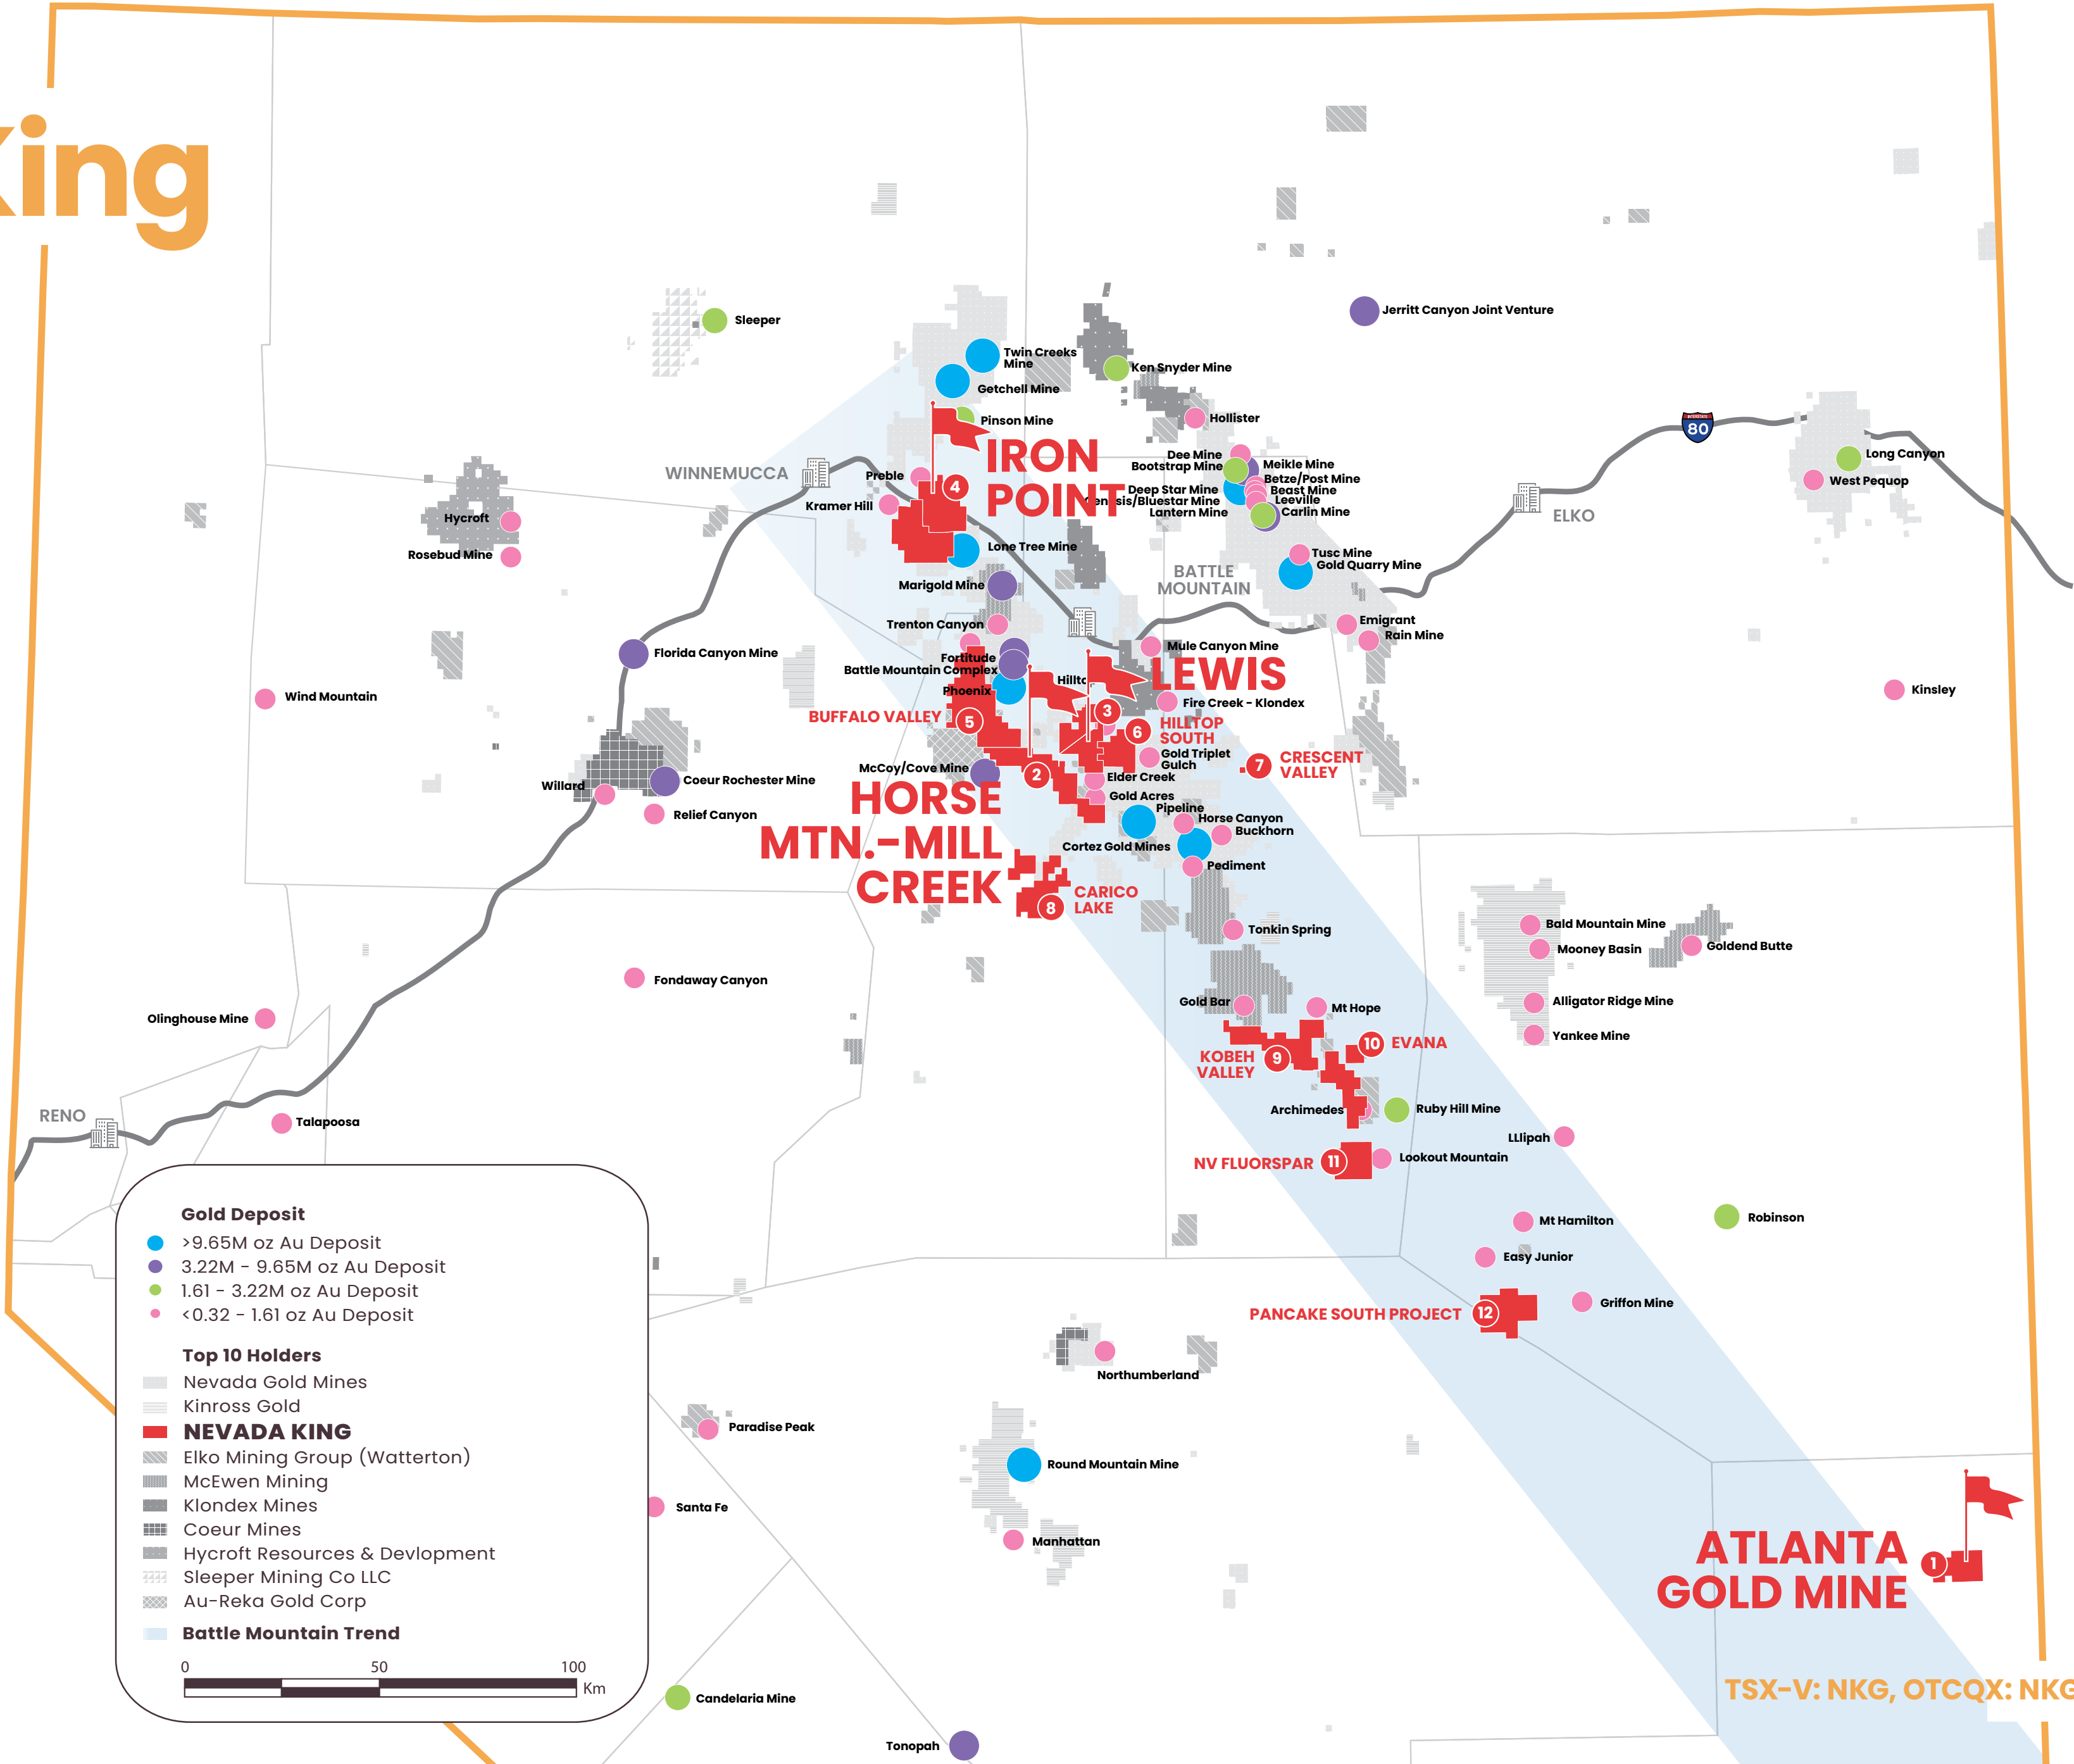 King
Sleeper
Jerritt Canyon Joint Venture
Twin Creeks
Mine
Getchell Mine
Ken Snyder Mine
Pinson Mine
Hollister
INTERSTATE
80
IRON
POINT
4
WINNEMUCCA
Preble
Kramer Hill
Dee Mine
Bootstrap Mine
Meikle Mine
Betze/Post Mine
Deep Star Mine
Beast Mine
Genesis/Bluestar Mine
Leeville
Lantern Mine
Carlin Mine
Long Canyon
West Pequop
ELKO
Hycroft
Rosebud Mine
Lone Tree Mine
Tusc Mine
Gold Quarry Mine
BATTLE
MOUNTAIN
Marigold Mine
Trenton Canyon
Emigrant
Rain Mine
Florida Canyon Mine
Fortitude
Battle Mountain Complex
Phoenix
Mule Canyon Mine
LEWIS
Hilltop
Wind Mountain
Kinsley
Fire Creek - Klondex
BUFFALO VALLEY
5
3
6
HILLTOP
SOUTH
Gold Triplet
Gulch
7
CRESCENT
VALLEY
McCoy/Cove Mine
2
Elder Creek
Coeur Rochester Mine
Willard
Relief Canyon
HORSE
MTN.-MILL
CREEK
Gold Acres
Pipeline
Horse Canyon
Buckhorn
Cortez Gold Mines
Pediment
8
CARICO
LAKE
Tonkin Spring
Bald Mountain Mine
Mooney Basin
Goldend Butte
Fondaway Canyon
Gold Bar
Mt Hope
Alligator Ridge Mine
Yankee Mine
Olinghouse Mine
KOBEH
VALLEY
9
10
EVANA
Archimedes
Ruby Hill Mine
RENO
Talapoosa
LLlipah
NV FLUORSPAR
11
Lookout Mountain
Mt Hamilton
Robinson
Easy Junior
PANCAKE SOUTH PROJECT
12
Griffon Mine
Northumberland
Paradise Peak
Round Mountain Mine
Santa Fe
Manhattan
ATLANTA
GOLD MINE
1
Candelaria Mine
Tonopah
TSX-V: NKG, OTCQX: NKG
Gold Deposit
>9.65M oz Au Deposit
3.22M - 9.65M oz Au Deposit
1.61 - 3.22M oz Au Deposit
<0.32 - 1.61 oz Au Deposit
Top 10 Holders
Nevada Gold Mines
Kinross Gold
NEVADA KING
Elko Mining Group (Watterton)
McEwen Mining
Klondex Mines
Coeur Mines
Hycroft Resources & Devlopment
Sleeper Mining Co LLC
Au-Reka Gold Corp
Battle Mountain Trend
0 50 100
Km